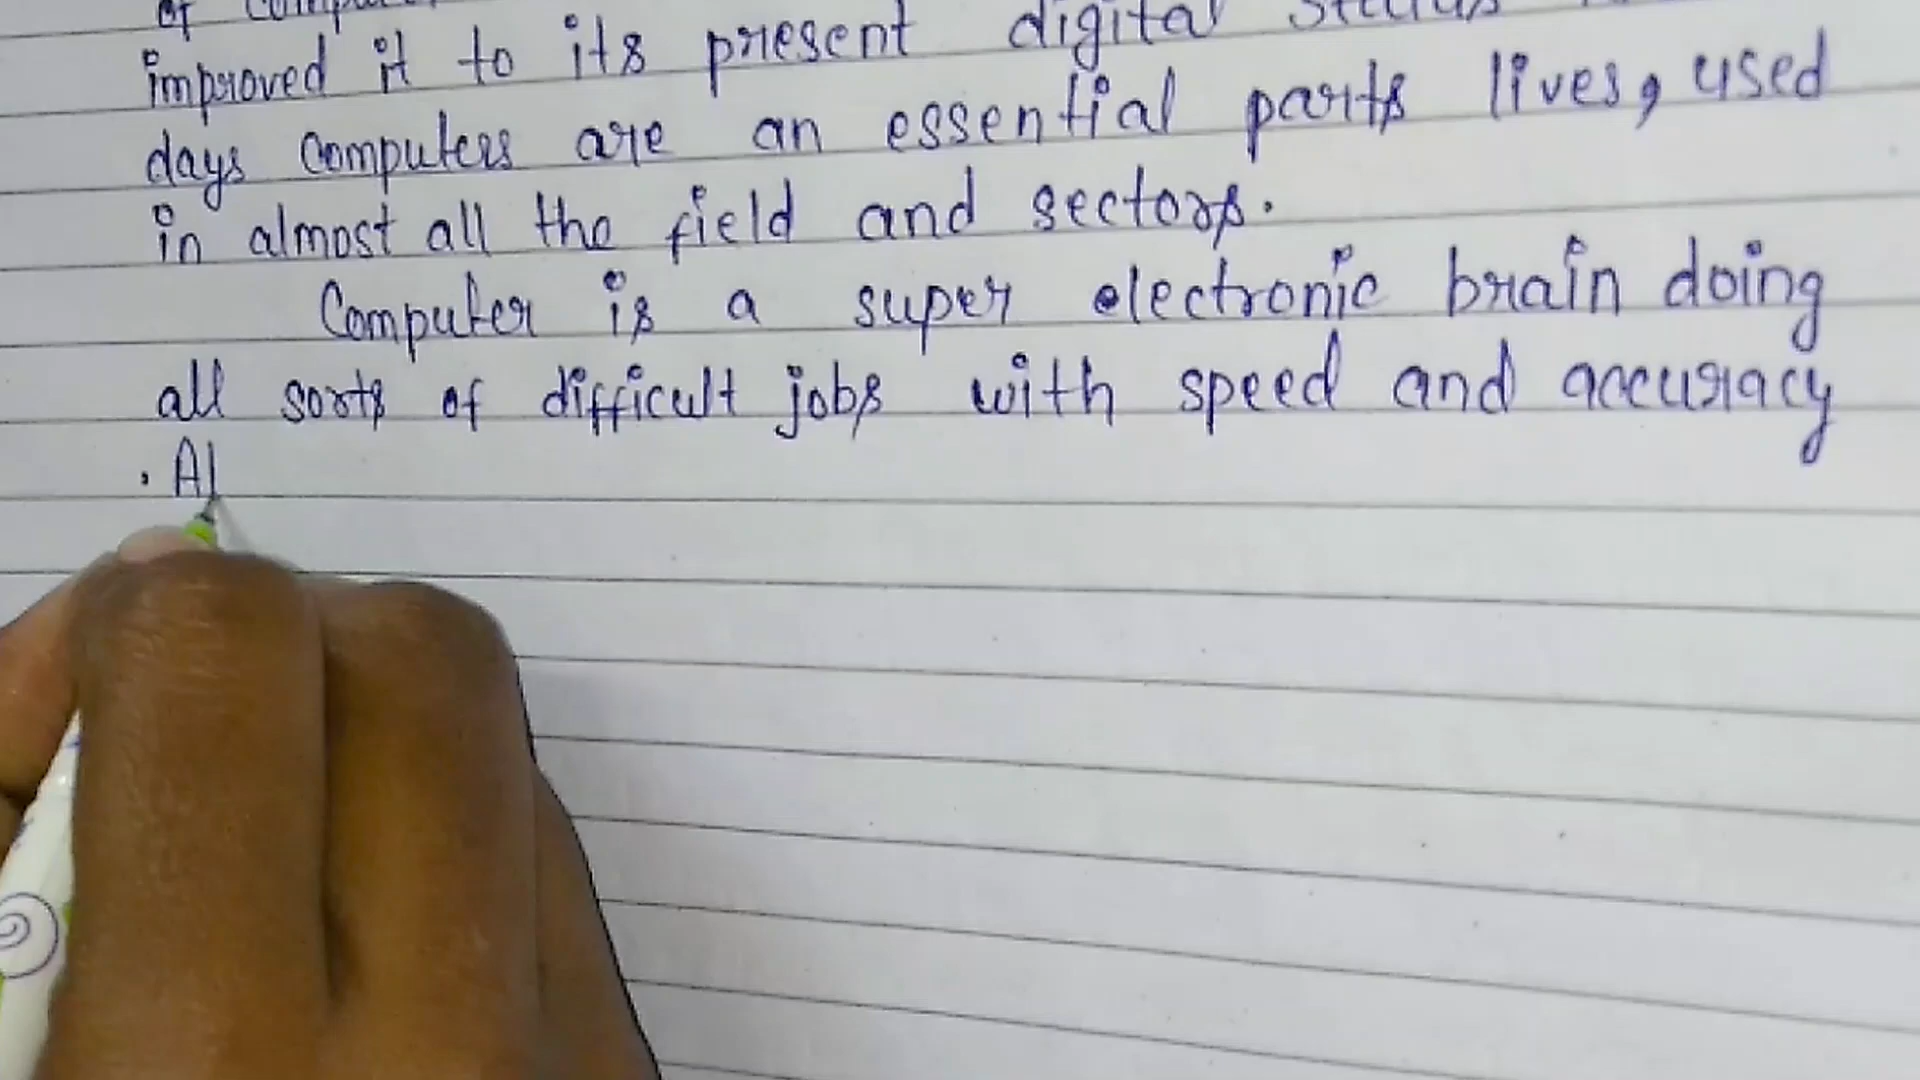 of
improved it to its present digital
days Computers are an essential parts lives, used
in almost all the field and sectors.
Computer is a super electronic brain doing
all sorts of difficult jobs with speed and accuracy
. Al